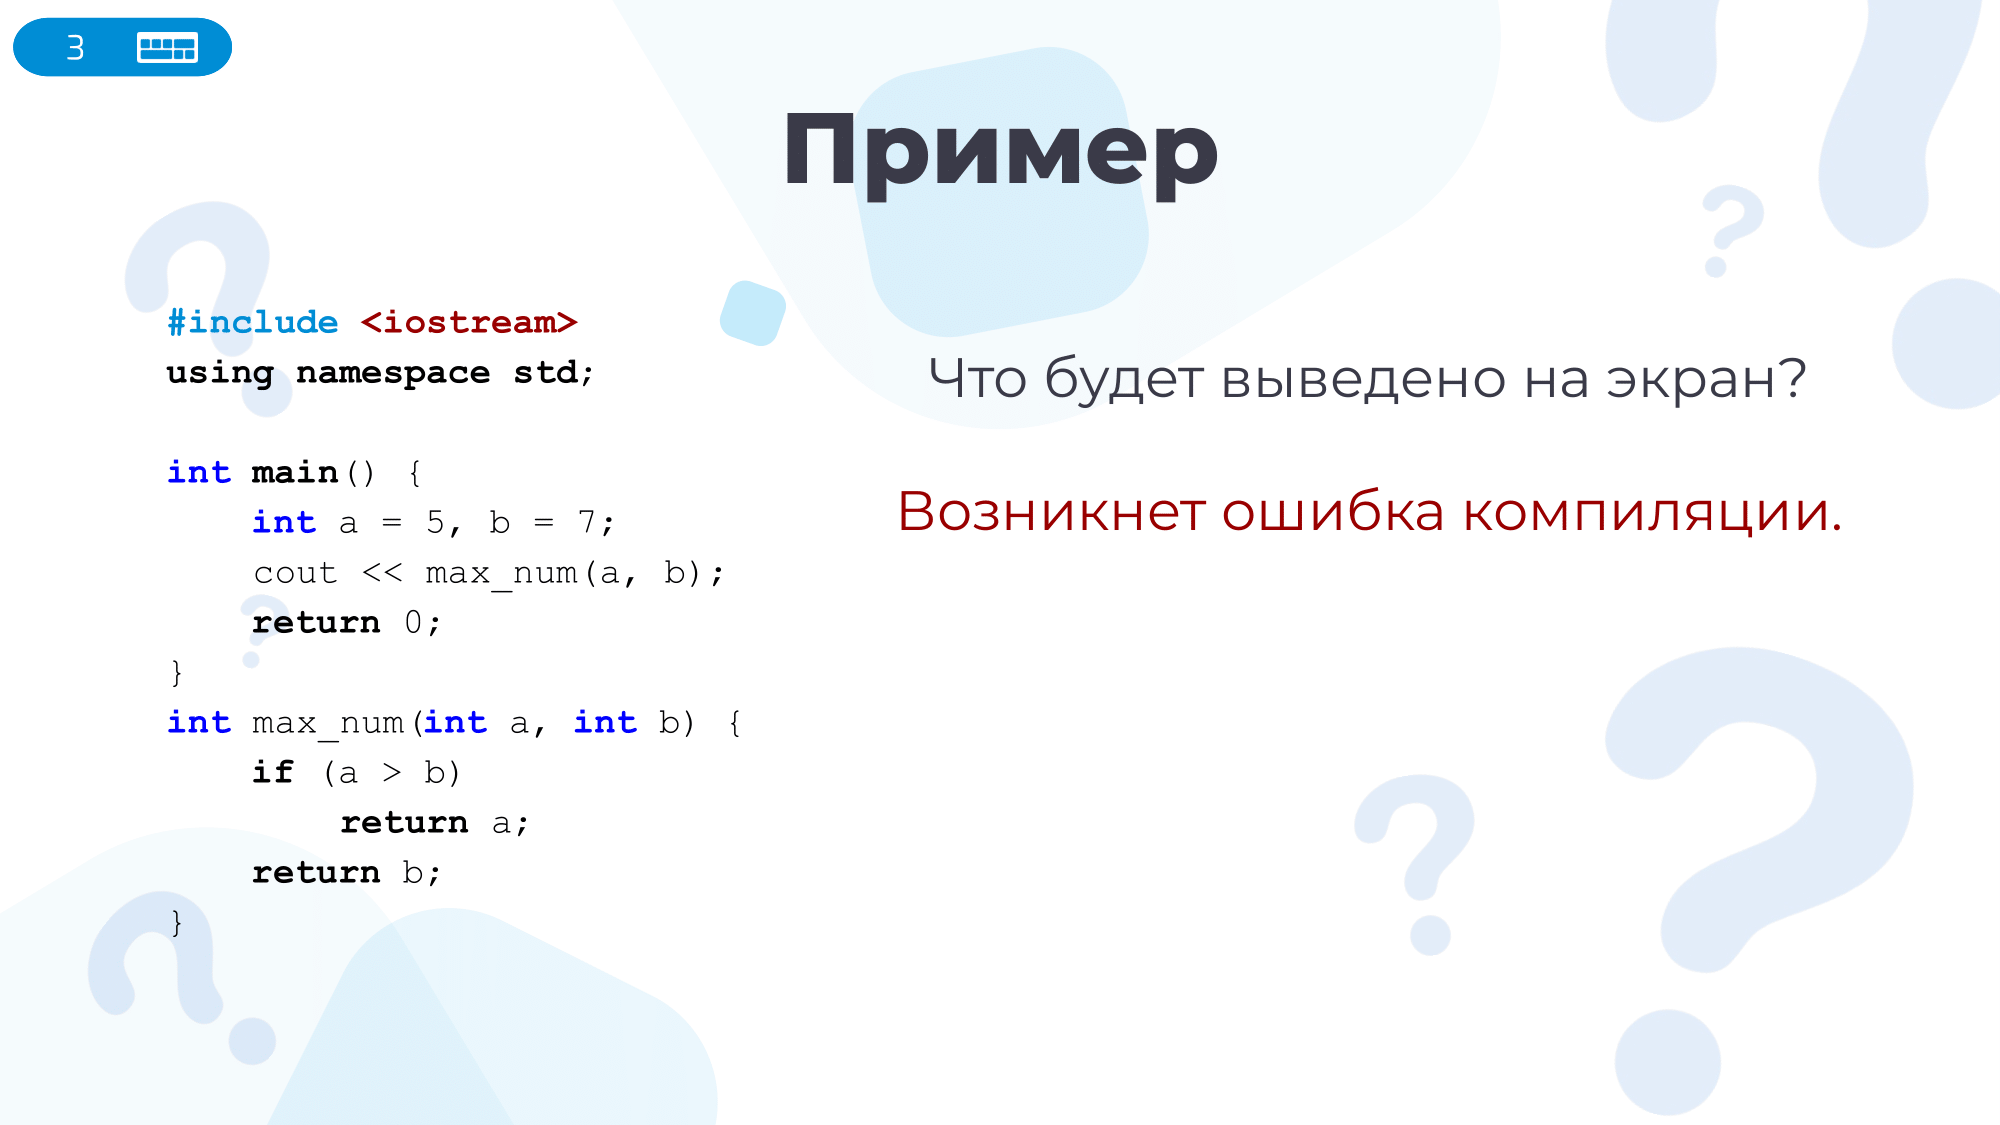 3
Пример
#include <iostream>
using namespace std;
int main() {
    int a = 5, b = 7;
    cout << max_num(a, b);
    return 0;
}
int max_num(int a, int b) {
    if (a > b)
        return a;
    return b;
}
Что будет выведено на экран?
Возникнет ошибка компиляции.